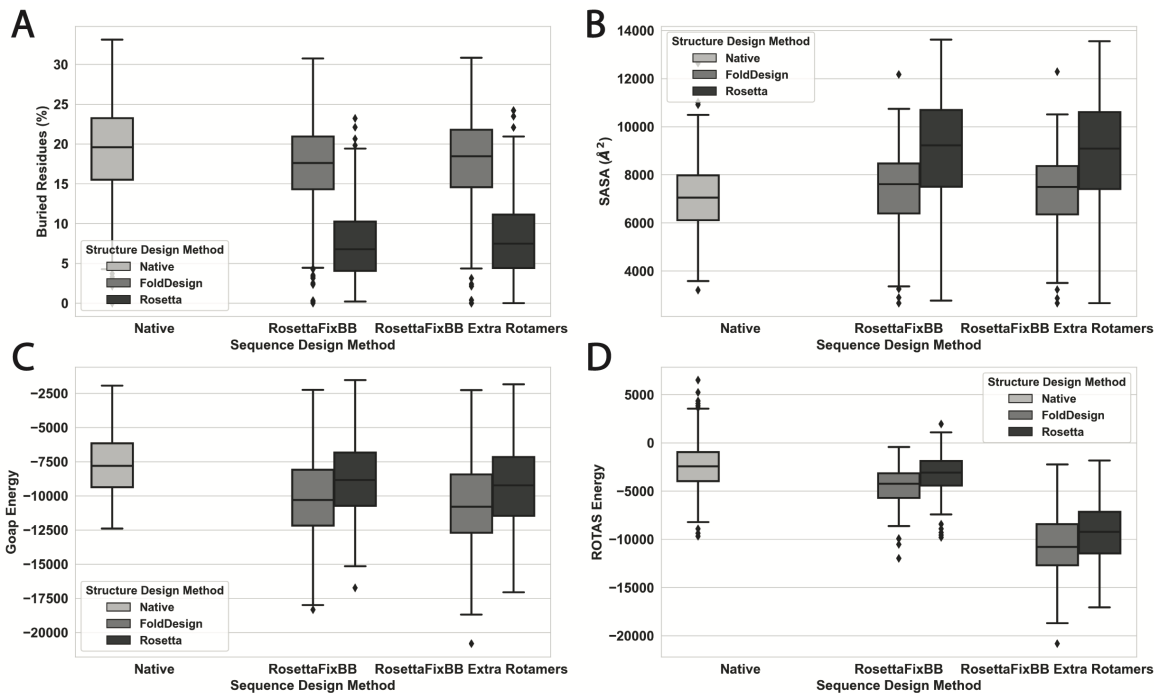 A
Buried Residues (%)
30
25
20
15
10
5
0
Structure Design Method
Native
FoldDesign
Rosetta
Native
RosettaFixBB
RosettaFixBB Extra Rotamers
Sequence Design Method
B
SASA (Å²)
14000
12000
10000
8000
6000
4000
Structure Design Method
Native
FoldDesign
Rosetta
Native
RosettaFixBB
RosettaFixBB Extra Rotamers
Sequence Design Method
C
Goap Energy
−2500
−5000
−7500
−10000
−12500
−15000
−17500
−20000
Structure Design Method
Native
FoldDesign
Rosetta
Native
RosettaFixBB
RosettaFixBB Extra Rotamers
Sequence Design Method
D
ROTAS Energy
5000
0
−5000
−10000
−15000
−20000
Structure Design Method
Native
FoldDesign
Rosetta
Native
RosettaFixBB
RosettaFixBB Extra Rotamers
Sequence Design Method